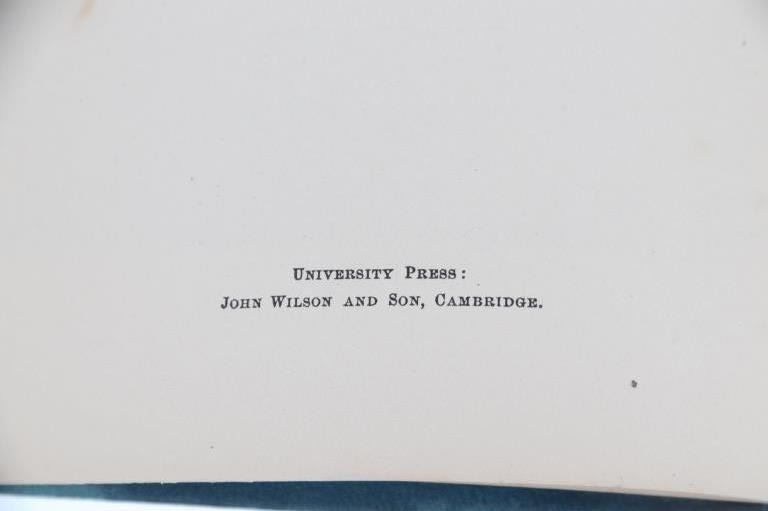 University Press:
John Wilson and Son, Cambridge.